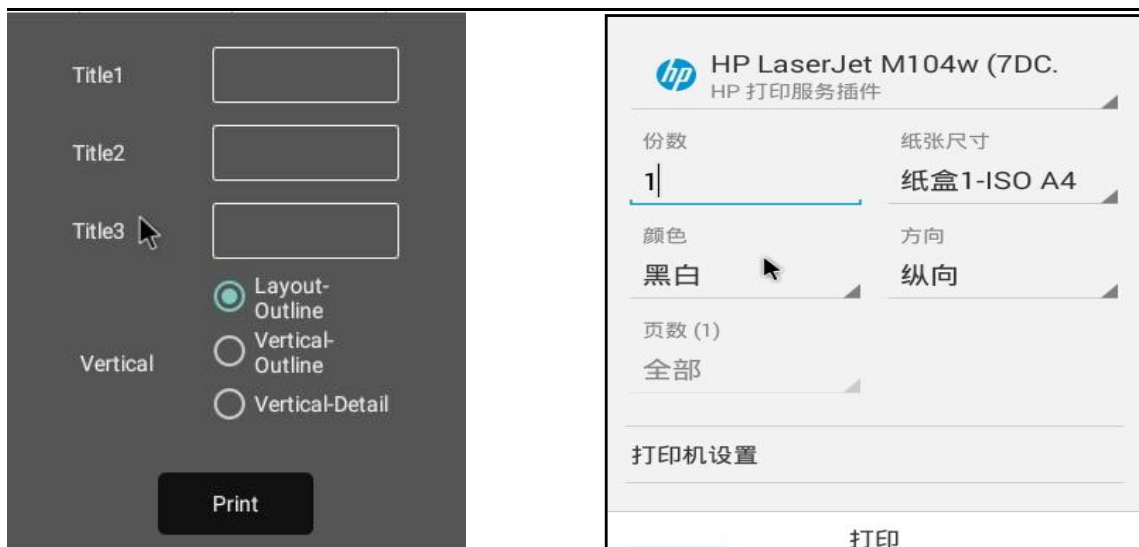 Title1
Title2
Title3
Layout-
Outline
Vertical-
Outline
Vertical
Vertical-Detail
Print
hp
HP LaserJet M104w (7DC.
HP 打印服务插件
份数
纸张尺寸
1
纸盒1-ISO A4
颜色
方向
黑白
纵向
页数 (1)
全部
打印机设置
打印